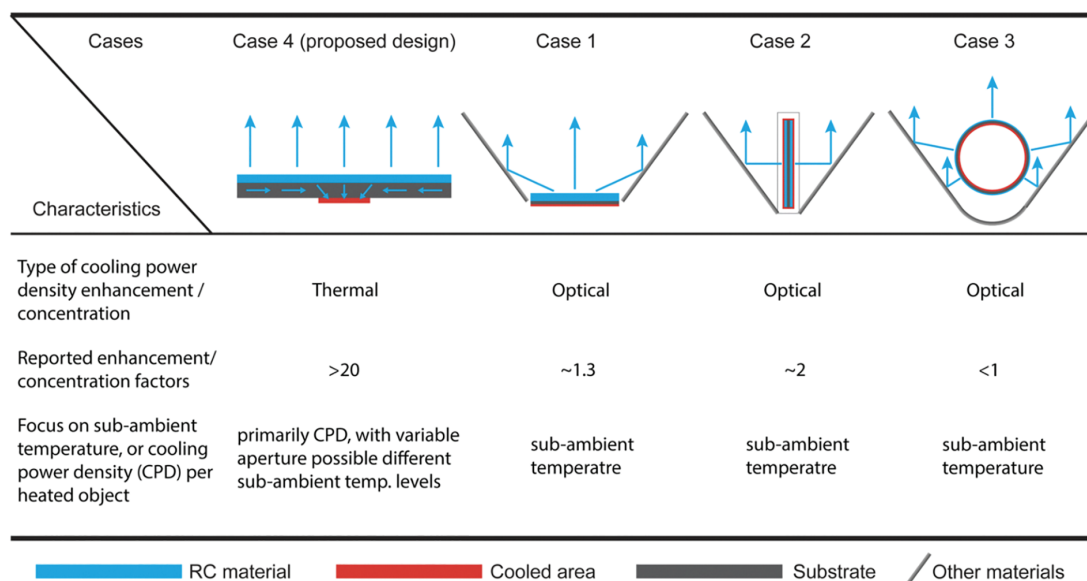 Cases
Case 4 (proposed design)
Case 1
Case 2
Case 3
Characteristics
Type of cooling power
density enhancement /
concentration
Thermal
Optical
Optical
Optical
Reported enhancement/
concentration factors
>20
~1.3
~2
<1
Focus on sub-ambient
temperature, or cooling
power density (CPD) per
heated object
primarily CPD, with variable
aperture possible different
sub-ambient temp. levels
sub-ambient
temperatre
sub-ambient
temperatre
sub-ambient
temperature
RC material
Cooled area
Substrate
Other materials